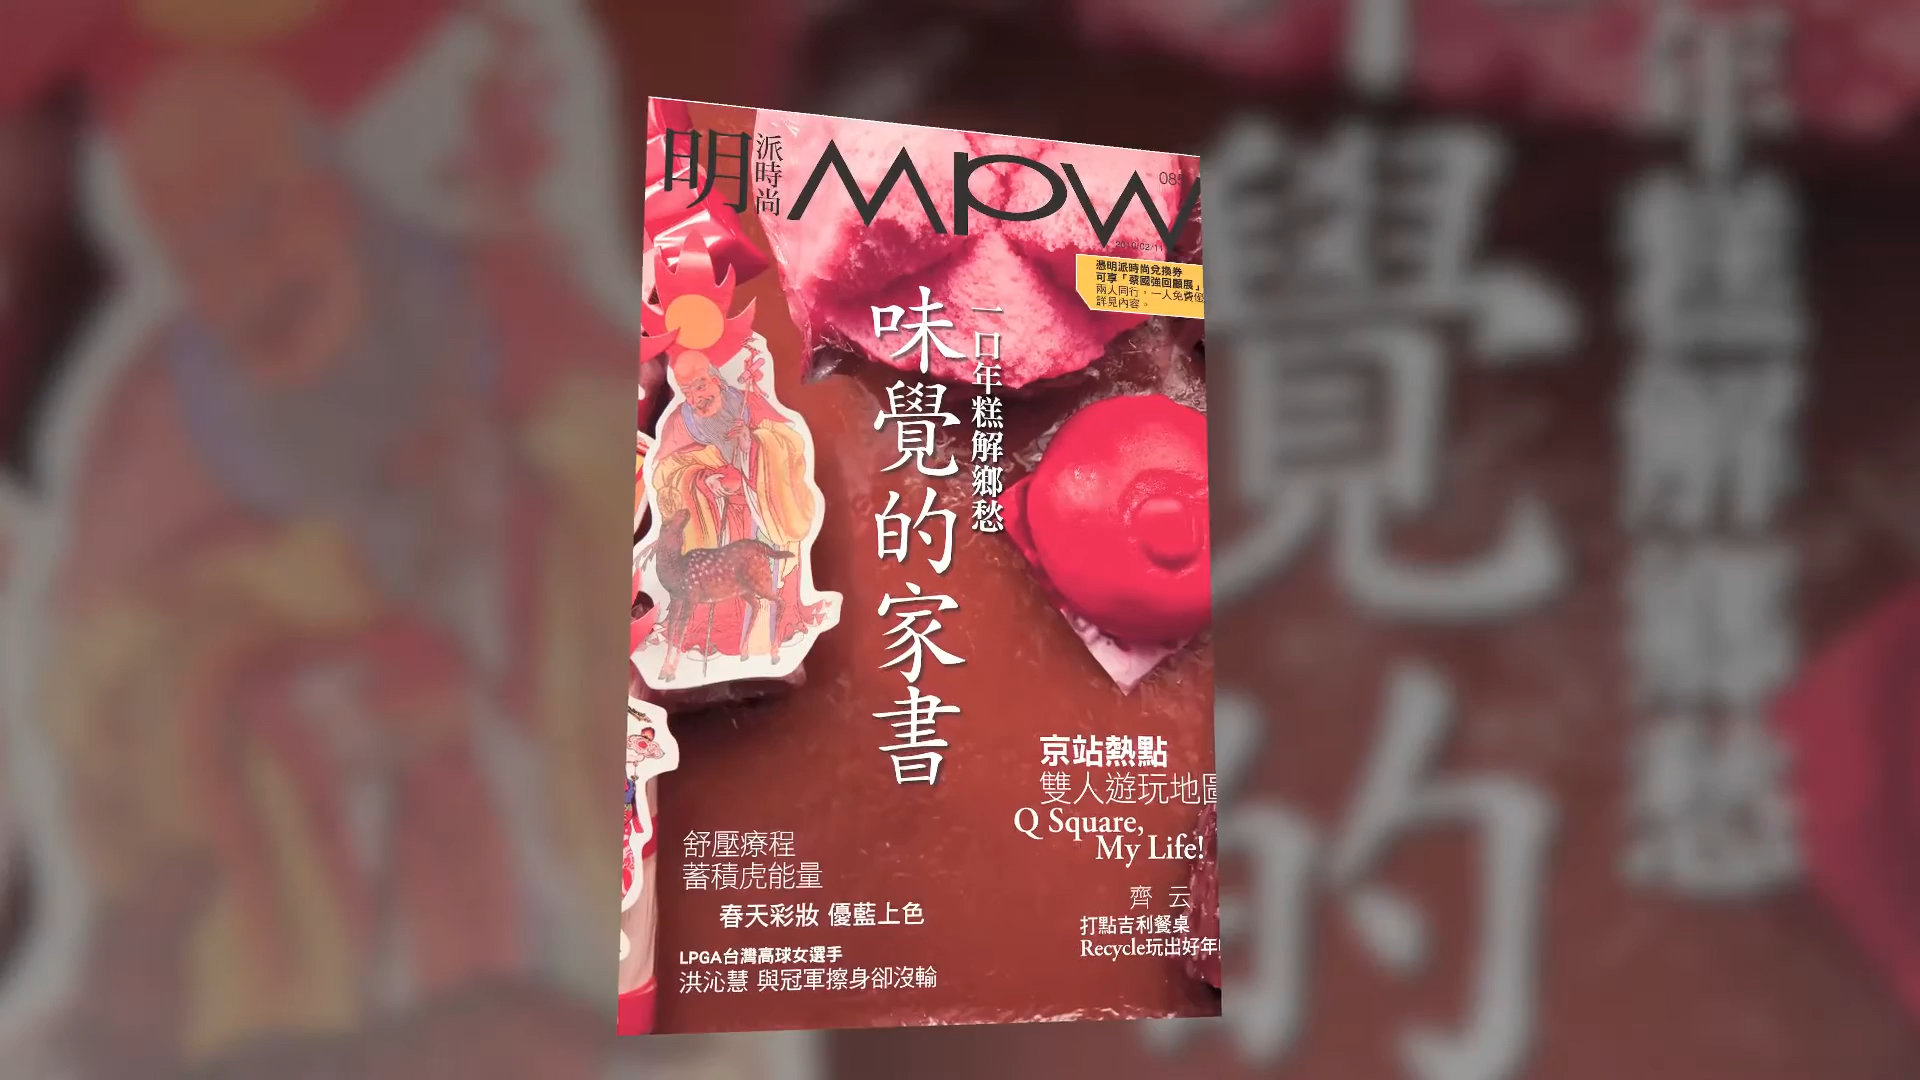 明
派時尚
MPW
憑明派時尚兌換券
可享「蔡國強回顧展」
兩人同行，一人免費
詳見內容。
一口年糕解鄉愁
味覺的家書
京站熱點
雙人遊玩地圖
Q Square,
My Life!
舒壓療程
蓄積虎能量
春天彩妝 優藍上色
齊云
打點吉利餐桌
Recycle玩出好年
LPGA台灣高球女選手
洪沁慧 與冠軍擦身卻沒輸